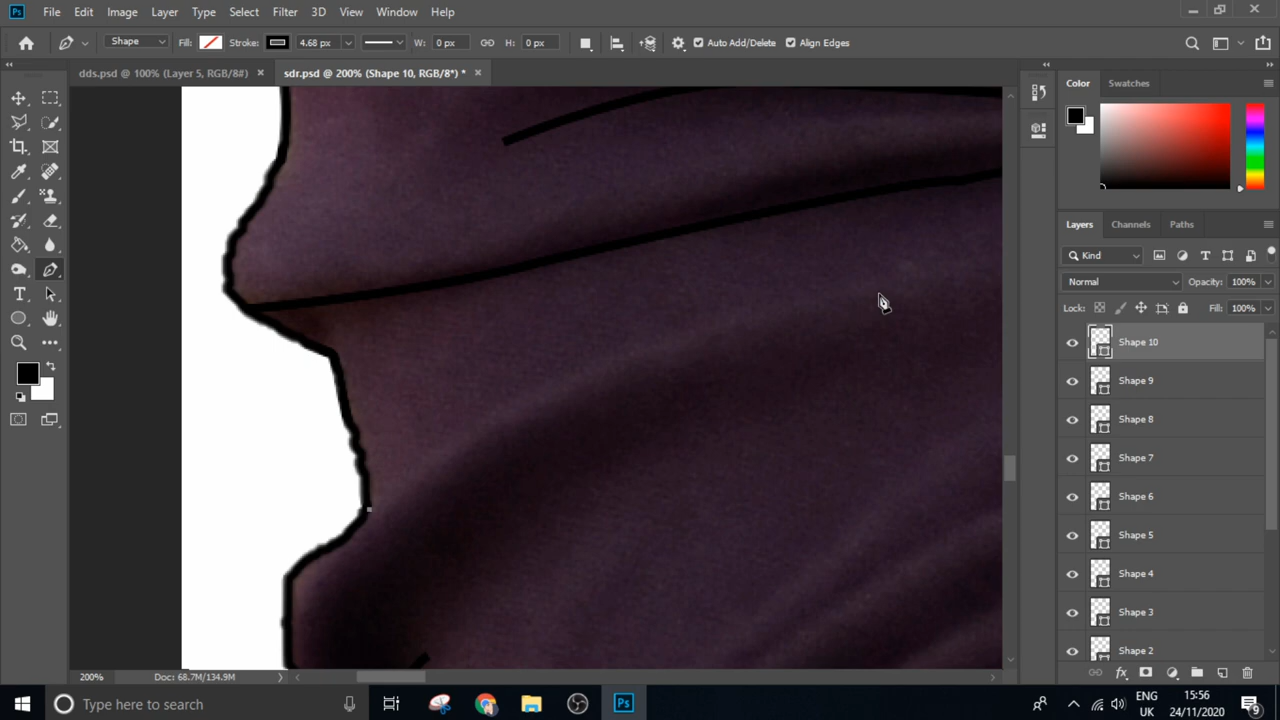 Ps File Edit Image Layer Type Select Filter 3D View Window Help
Shape Fill: Stroke: 4.68 px W: 0 px H: 0 px Auto Add/Delete Align Edges
dds.psd @ 100% (Layer 5, RGB/8#) × sdr.psd @ 200% (Shape 10, RGB/8*) * ×
Color Swatches
Layers Channels Paths
Kind
Normal Opacity: 100%
Lock: Fill: 100%
Shape 10
Shape 9
Shape 8
Shape 7
Shape 6
Shape 5
Shape 4
Shape 3
Shape 2
200% Doc: 68.7M/134.9M
Type here to search
Ps
ENG
UK
15:56
24/11/2020
9